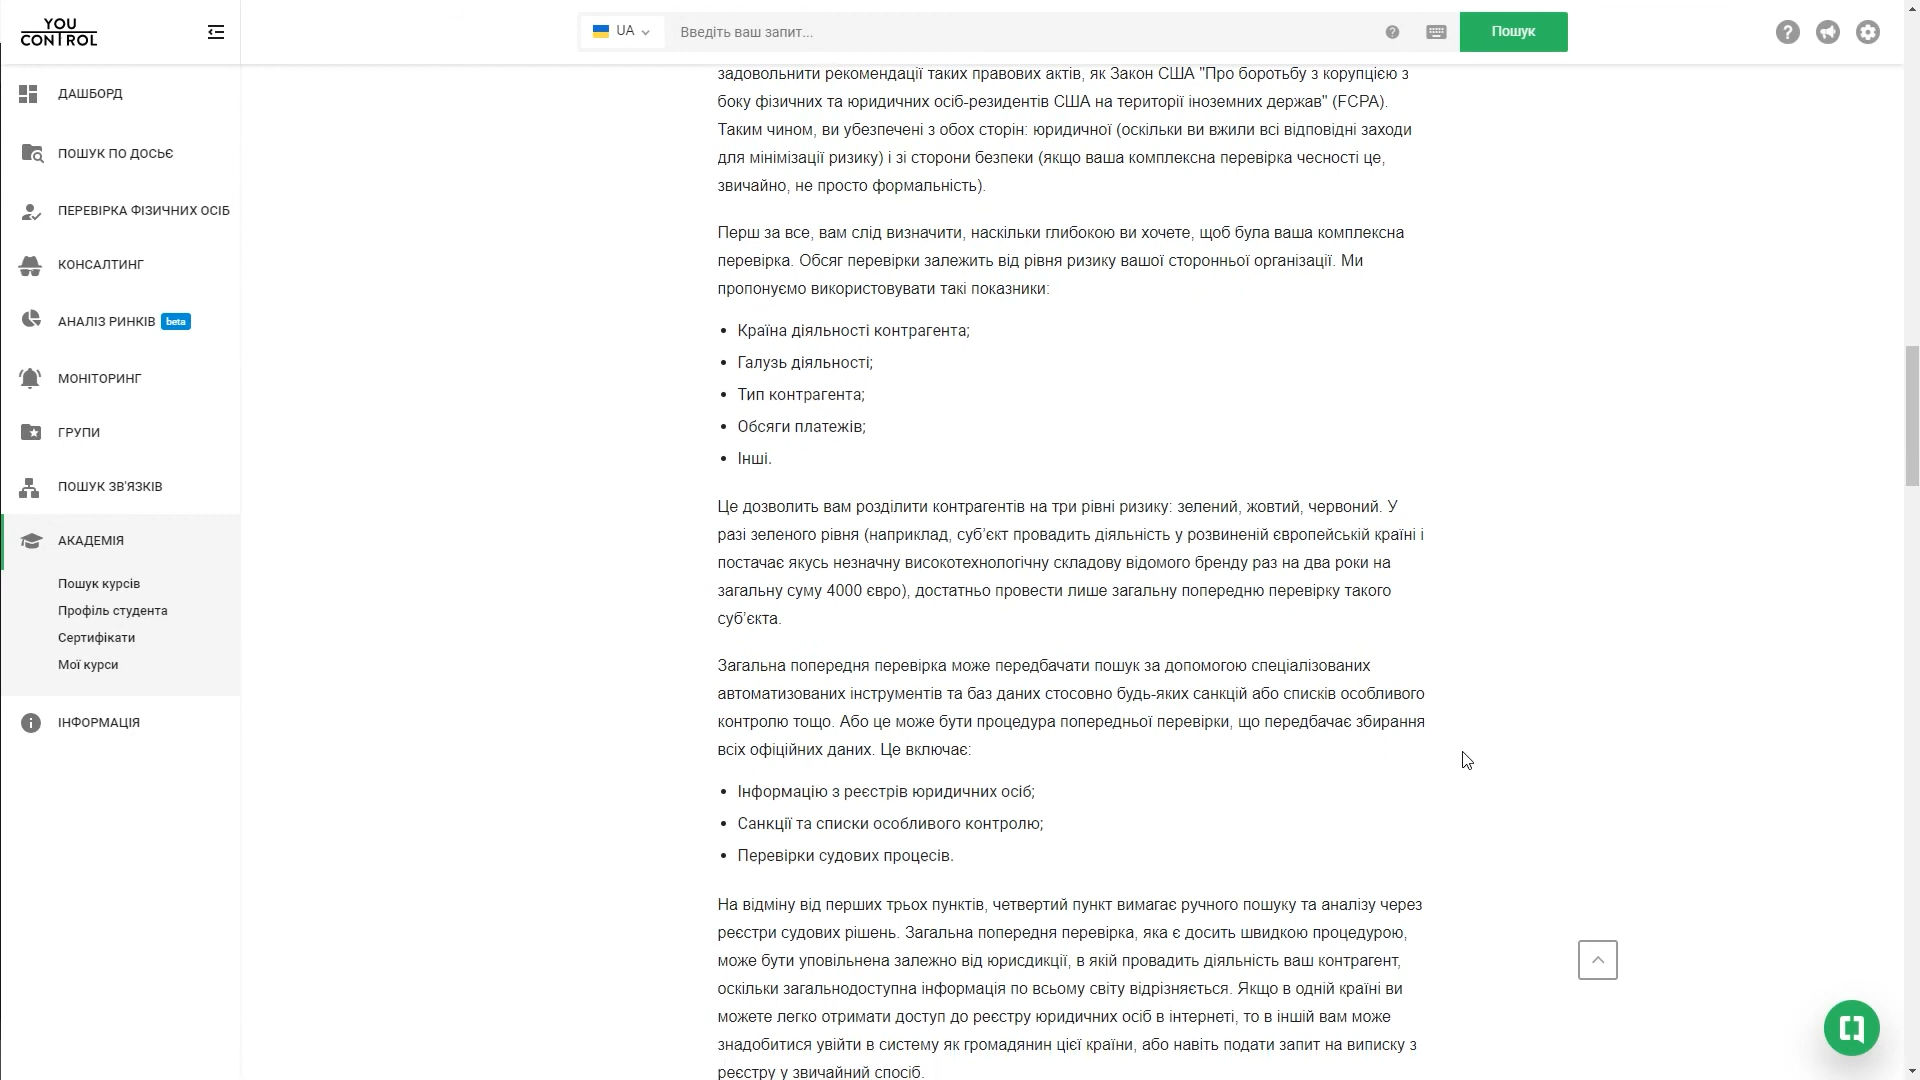 YOU
CONTROL
UA
Введіть ваш запит...
Пошук
ДАШБОРД
ПОШУК ПО ДОСЬЄ
ПЕРЕВІРКА ФІЗИЧНИХ ОСІБ
КОНСАЛТИНГ
АНАЛІЗ РИНКІВ beta
МОНІТОРИНГ
ГРУПИ
ПОШУК ЗВ'ЯЗКІВ
АКАДЕМІЯ
Пошук курсів
Профіль студента
Сертифікати
Мої курси
ІНФОРМАЦІЯ
задовольнити рекомендації таких правових актів, як Закон США "Про боротьбу з корупцією з
боку фізичних та юридичних осіб-резидентів США на території іноземних держав" (FCPA).
Таким чином, ви убезпечені з обох сторін: юридичної (оскільки ви вжили всі відповідні заходи
для мінімізації ризику) і зі сторони безпеки (якщо ваша комплексна перевірка чесності це,
звичайно, не просто формальність).
Перш за все, вам слід визначити, наскільки глибокою ви хочете, щоб була ваша комплексна
перевірка. Обсяг перевірки залежить від рівня ризику вашої сторонньої організації. Ми
пропонуємо використовувати такі показники:
• Країна діяльності контрагента;
• Галузь діяльності;
• Тип контрагента;
• Обсяги платежів;
• Інші.
Це дозволить вам розділити контрагентів на три рівні ризику: зелений, жовтий, червоний. У
разі зеленого рівня (наприклад, суб’єкт провадить діяльність у розвиненій європейській країні і
постачає якусь незначну високотехнологічну складову відомого бренду раз на два роки на
загальну суму 4000 євро), достатньо провести лише загальну попередню перевірку такого
суб’єкта.
Загальна попередня перевірка може передбачати пошук за допомогою спеціалізованих
автоматизованих інструментів та баз даних стосовно будь-яких санкцій або списків особливого
контролю тощо. Або це може бути процедура попередньої перевірки, що передбачає збирання
всіх офіційних даних. Це включає:
• Інформацію з реєстрів юридичних осіб;
• Санкції та списки особливого контролю;
• Перевірки судових процесів.
На відміну від перших трьох пунктів, четвертий пункт вимагає ручного пошуку та аналізу через
реєстри судових рішень. Загальна попередня перевірка, яка є досить швидкою процедурою,
може бути уповільнена залежно від юрисдикції, в якій провадить діяльність ваш контрагент,
оскільки загальнодоступна інформація по всьому світу відрізняється. Якщо в одній країні ви
можете легко отримати доступ до реєстру юридичних осіб в інтернеті, то в іншій вам може
знадобитися увійти в систему як громадянин цієї країни, або навіть подати запит на виписку з
реєстру у звичайний спосіб.